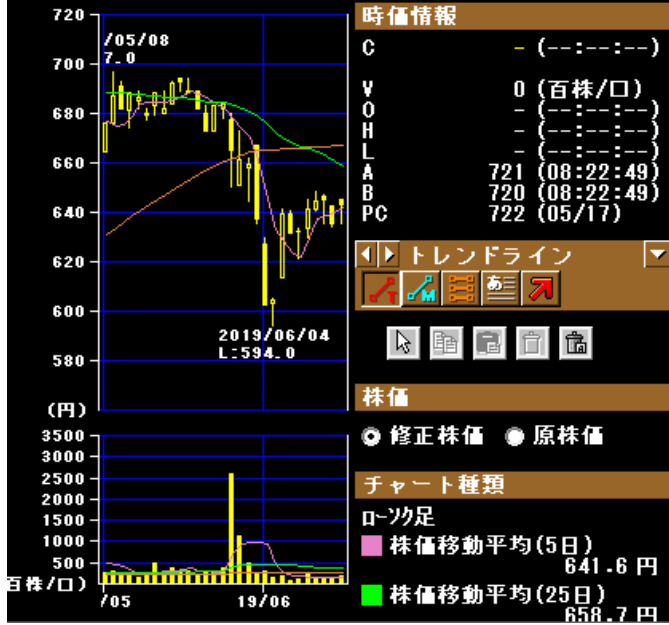 720
/05/08
7.0
700
680
660
640
620
600
2019/06/04
L:594.0
580
(円)
3500
3000
2500
2000
1500
1000
500
百株/口)
/05
19/06
時価情報
C - (--:--:--)
V 0 (百株/口)
O - (--:--:--)
H - (--:--:--)
L - (--:--:--)
A 721 (08:22:49)
B 720 (08:22:49)
PC 722 (05/17)
トレンドライン
T
M
あ
株価
修正株価 原株価
チャート種類
ローソク足
株価移動平均(5日)
641.6 円
株価移動平均(25日)
658.7 円